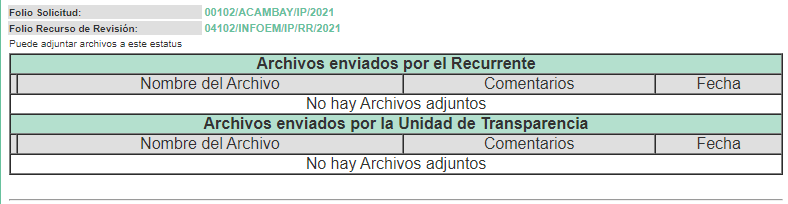 Folio Solicitud: 00102/ACAMBAY/IP/2021
Folio Recurso de Revisión: 04102/INFOEM/IP/RR/2021
Puede adjuntar archivos a este estatus
Archivos enviados por el Recurrente
Nombre del Archivo Comentarios Fecha
No hay Archivos adjuntos
Archivos enviados por la Unidad de Transparencia
Nombre del Archivo Comentarios Fecha
No hay Archivos adjuntos